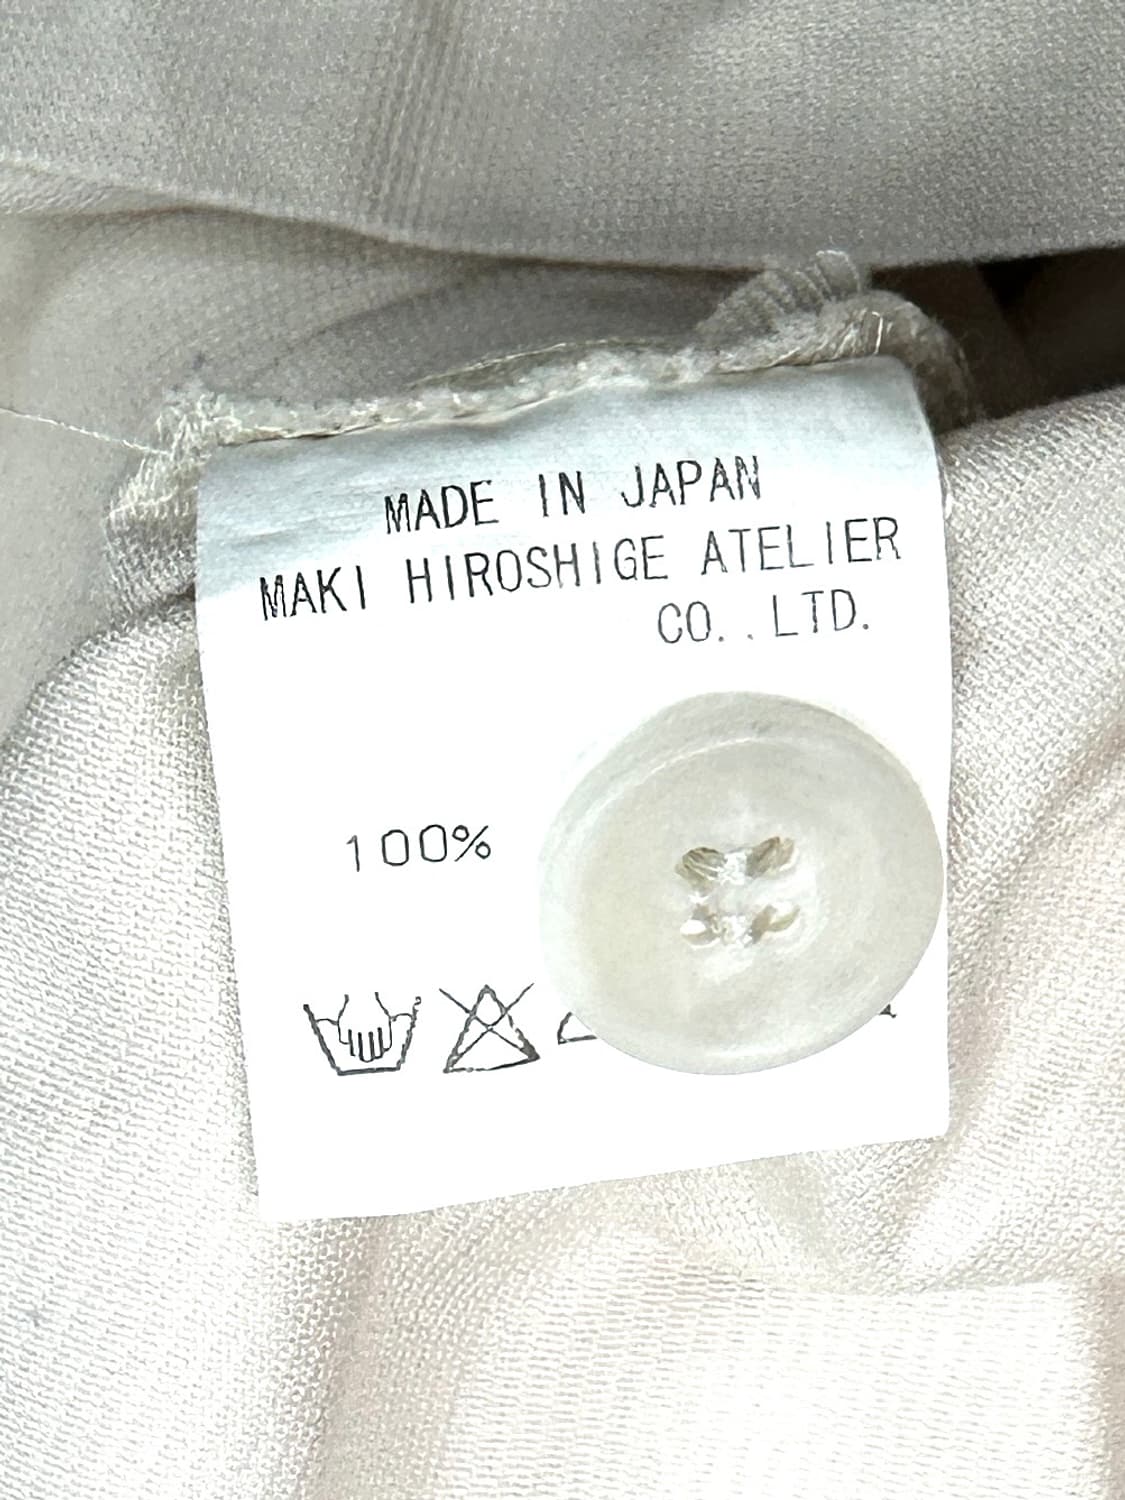 MADE IN JAPAN
MAKI HIROSHIGE ATELIER
CO. . LTD.
100%